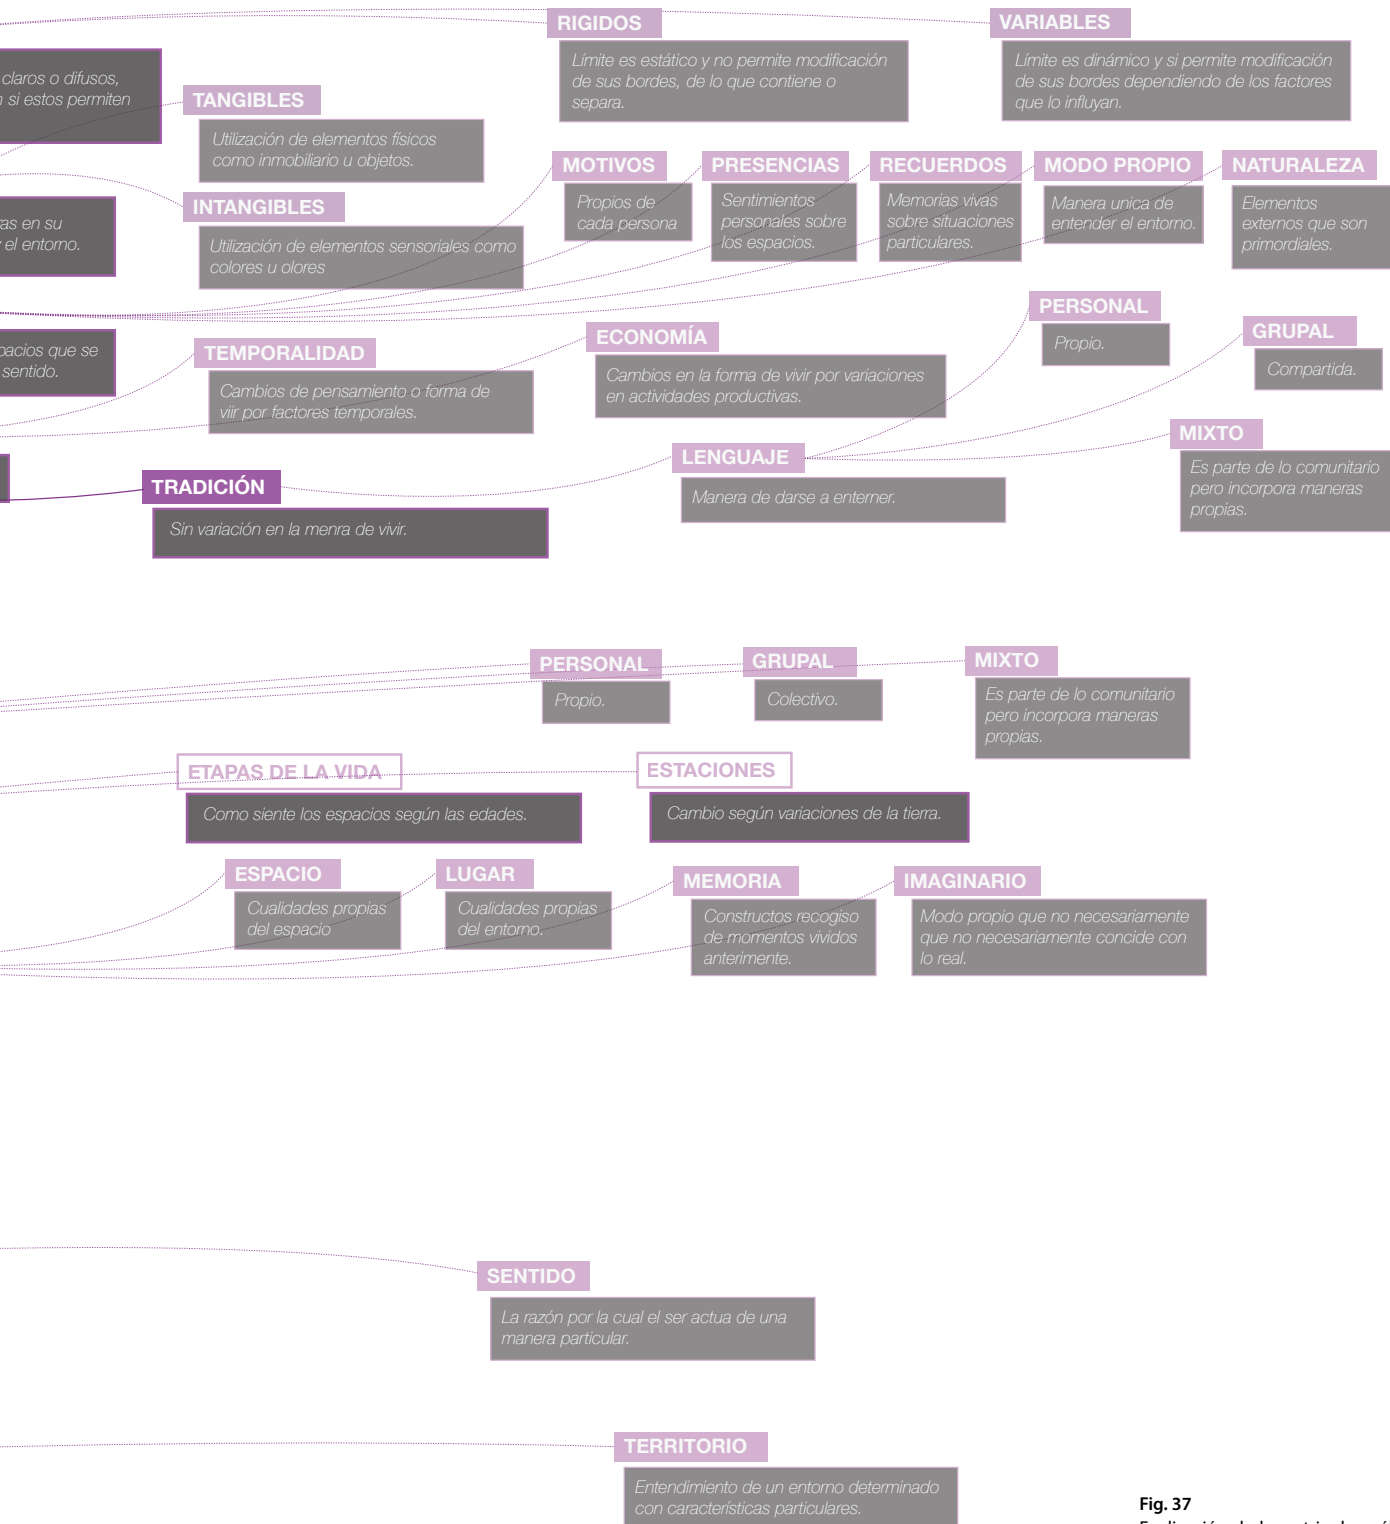 RIGIDOS
Límite es estático y no permite modificación
de sus bordes, de lo que contiene o
separa.
VARIABLES
Límite es dinámico y si permite modificación
de sus bordes dependiendo de los factores
que lo influyan.
claros o difusos,
si estos permiten
TANGIBLES
Utilización de elementos físicos
como inmobiliario u objetos.
INTANGIBLES
Utilización de elementos sensoriales como
colores u olores
en su
el entorno.
MOTIVOS
Propios de
cada persona
PRESENCIAS
Sentimientos
personales sobre
los espacios.
RECUERDOS
Memorias vivas
sobre situaciones
particulares.
MODO PROPIO
Manera unica de
entender el entorno.
NATURALEZA
Elementos
externos que son
primordiales.
que se
sentido.
TEMPORALIDAD
Cambios de pensamiento o forma de
viir por factores temporales.
ECONOMÍA
Cambios en la forma de vivir por variaciones
en actividades productivas.
PERSONAL
Propio.
GRUPAL
Compartida.
MIXTO
Es parte de lo comunitario
pero incorpora maneras
propias.
LENGUAJE
Manera de darse a enterner.
TRADICIÓN
Sin variación en la menra de vivir.
PERSONAL
Propio.
GRUPAL
Colectivo.
MIXTO
Es parte de lo comunitario
pero incorpora maneras
propias.
ETAPAS DE LA VIDA
Como siente los espacios según las edades.
ESTACIONES
Cambio según variaciones de la tierra.
ESPACIO
Cualidades propias
del espacio
LUGAR
Cualidades propias
del entorno.
MEMORIA
Constructos recogiso
de momentos vividos
anterimente.
IMAGINARIO
Modo propio que no necesariamente
que no necesariamente concide con
lo real.
SENTIDO
La razón por la cual el ser actua de una
manera particular.
TERRITORIO
Entendimiento de un entorno determinado
con características particulares.
Fig. 37